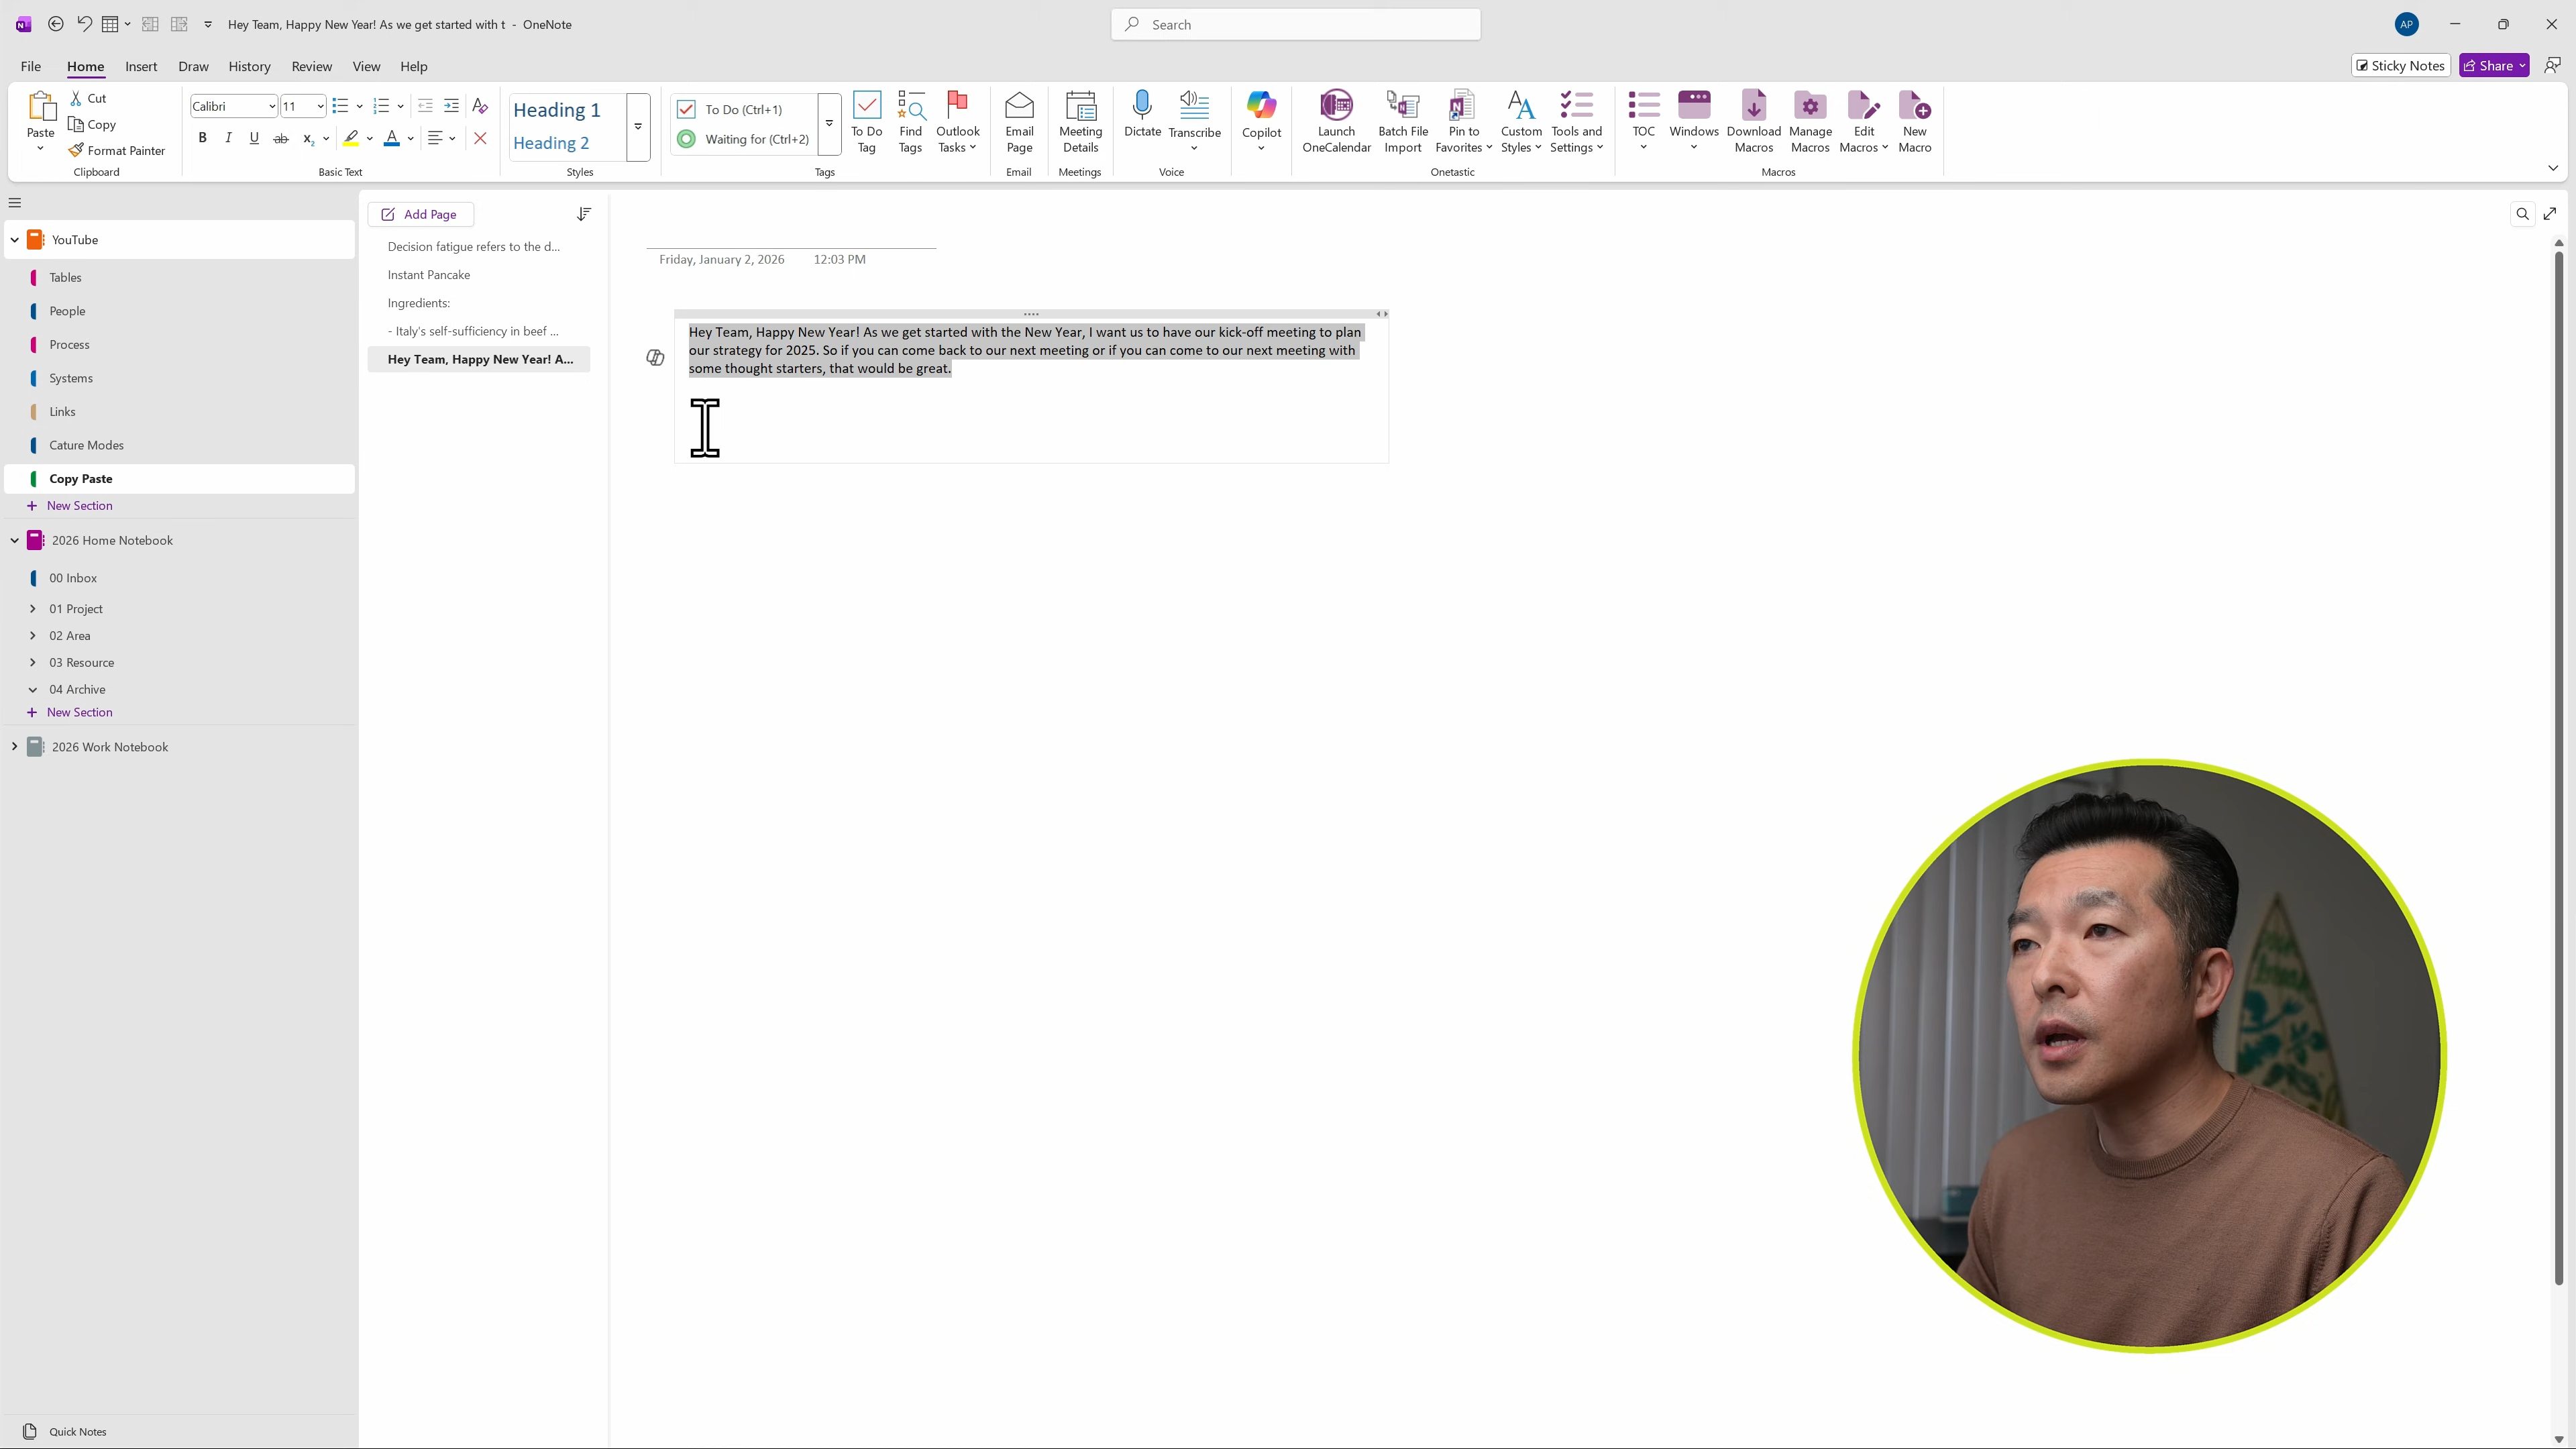 Hey Team, Happy New Year! As we get started with t - OneNote
Search
AP
File Home Insert Draw History Review View Help
Sticky Notes
Share
Paste
Cut
Copy
Format Painter
Clipboard
Calibri
11
Basic Text
Heading 1
Heading 2
Styles
To Do (Ctrl+1)
Waiting for (Ctrl+2)
To Do Tag
Find Tags
Outlook Tasks
Tags
Email Page
Email
Meeting Details
Meetings
Dictate
Transcribe
Voice
Copilot
Launch OneCalendar
Batch File Import
Pin to Favorites
Custom Styles
Tools and Settings
Onetastic
TOC
Windows
Download Macros
Manage Macros
Edit Macros
New Macro
Macros
YouTube
Tables
People
Process
Systems
Links
Cature Modes
Copy Paste
New Section
2026 Home Notebook
00 Inbox
01 Project
02 Area
03 Resource
04 Archive
New Section
2026 Work Notebook
Quick Notes
Add Page
Decision fatigue refers to the d...
Instant Pancake
Ingredients:
- Italy's self-sufficiency in beef ...
Hey Team, Happy New Year! A...
Friday, January 2, 2026 12:03 PM
Hey Team, Happy New Year! As we get started with the New Year, I want us to have our kick-off meeting to plan
our strategy for 2025. So if you can come back to our next meeting or if you can come to our next meeting with
some thought starters, that would be great.